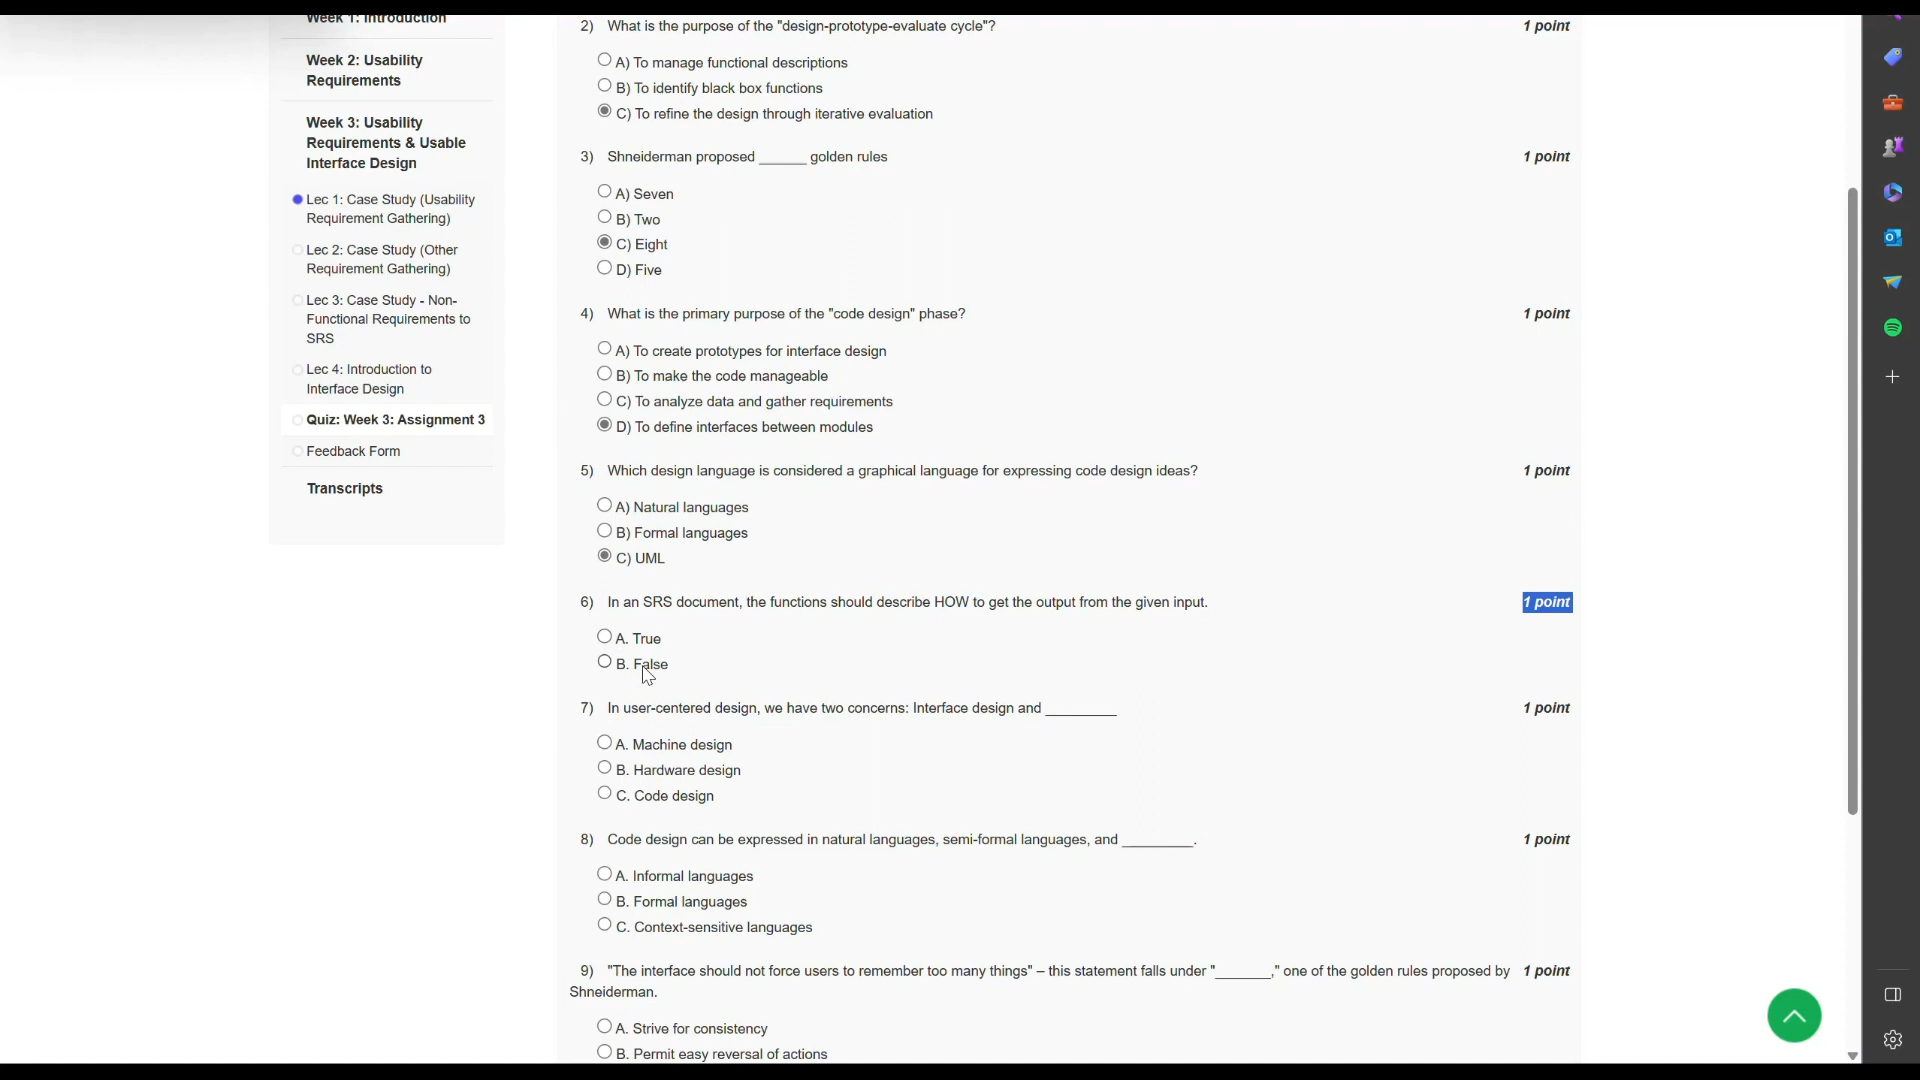 Week 1: Introduction
Week 2: Usability
Requirements
Week 3: Usability
Requirements & Usable
Interface Design
Lec 1: Case Study (Usability
Requirement Gathering)
Lec 2: Case Study (Other
Requirement Gathering)
Lec 3: Case Study - Non-
Functional Requirements to
SRS
Lec 4: Introduction to
Interface Design
Quiz: Week 3: Assignment 3
Feedback Form
Transcripts
2) What is the purpose of the "design-prototype-evaluate cycle"? 1 point
A) To manage functional descriptions
B) To identify black box functions
C) To refine the design through iterative evaluation
3) Shneiderman proposed ______ golden rules 1 point
A) Seven
B) Two
C) Eight
D) Five
4) What is the primary purpose of the "code design" phase? 1 point
A) To create prototypes for interface design
B) To make the code manageable
C) To analyze data and gather requirements
D) To define interfaces between modules
5) Which design language is considered a graphical language for expressing code design ideas? 1 point
A) Natural languages
B) Formal languages
C) UML
6) In an SRS document, the functions should describe HOW to get the output from the given input. 1 point
A. True
B. False
7) In user-centered design, we have two concerns: Interface design and _________ 1 point
A. Machine design
B. Hardware design
C. Code design
8) Code design can be expressed in natural languages, semi-formal languages, and _________. 1 point
A. Informal languages
B. Formal languages
C. Context-sensitive languages
9) "The interface should not force users to remember too many things" – this statement falls under "_______," one of the golden rules proposed by 1 point
Shneiderman.
A. Strive for consistency
B. Permit easy reversal of actions